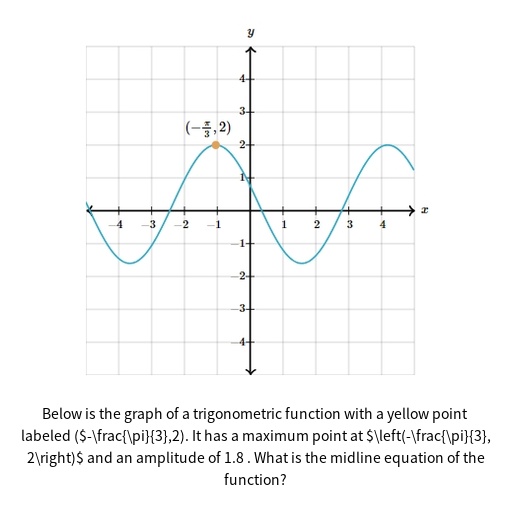 y
4
3
(−π/3, 2)
2
1
x
−4 −3 −2 −1 1 2 3 4
−1
−2
−3
−4
Below is the graph of a trigonometric function with a yellow point
labeled ($-\frac{\pi}{3},2). It has a maximum point at $\left(-\frac{\pi}{3},
2\right)$ and an amplitude of 1.8 . What is the midline equation of the
function?